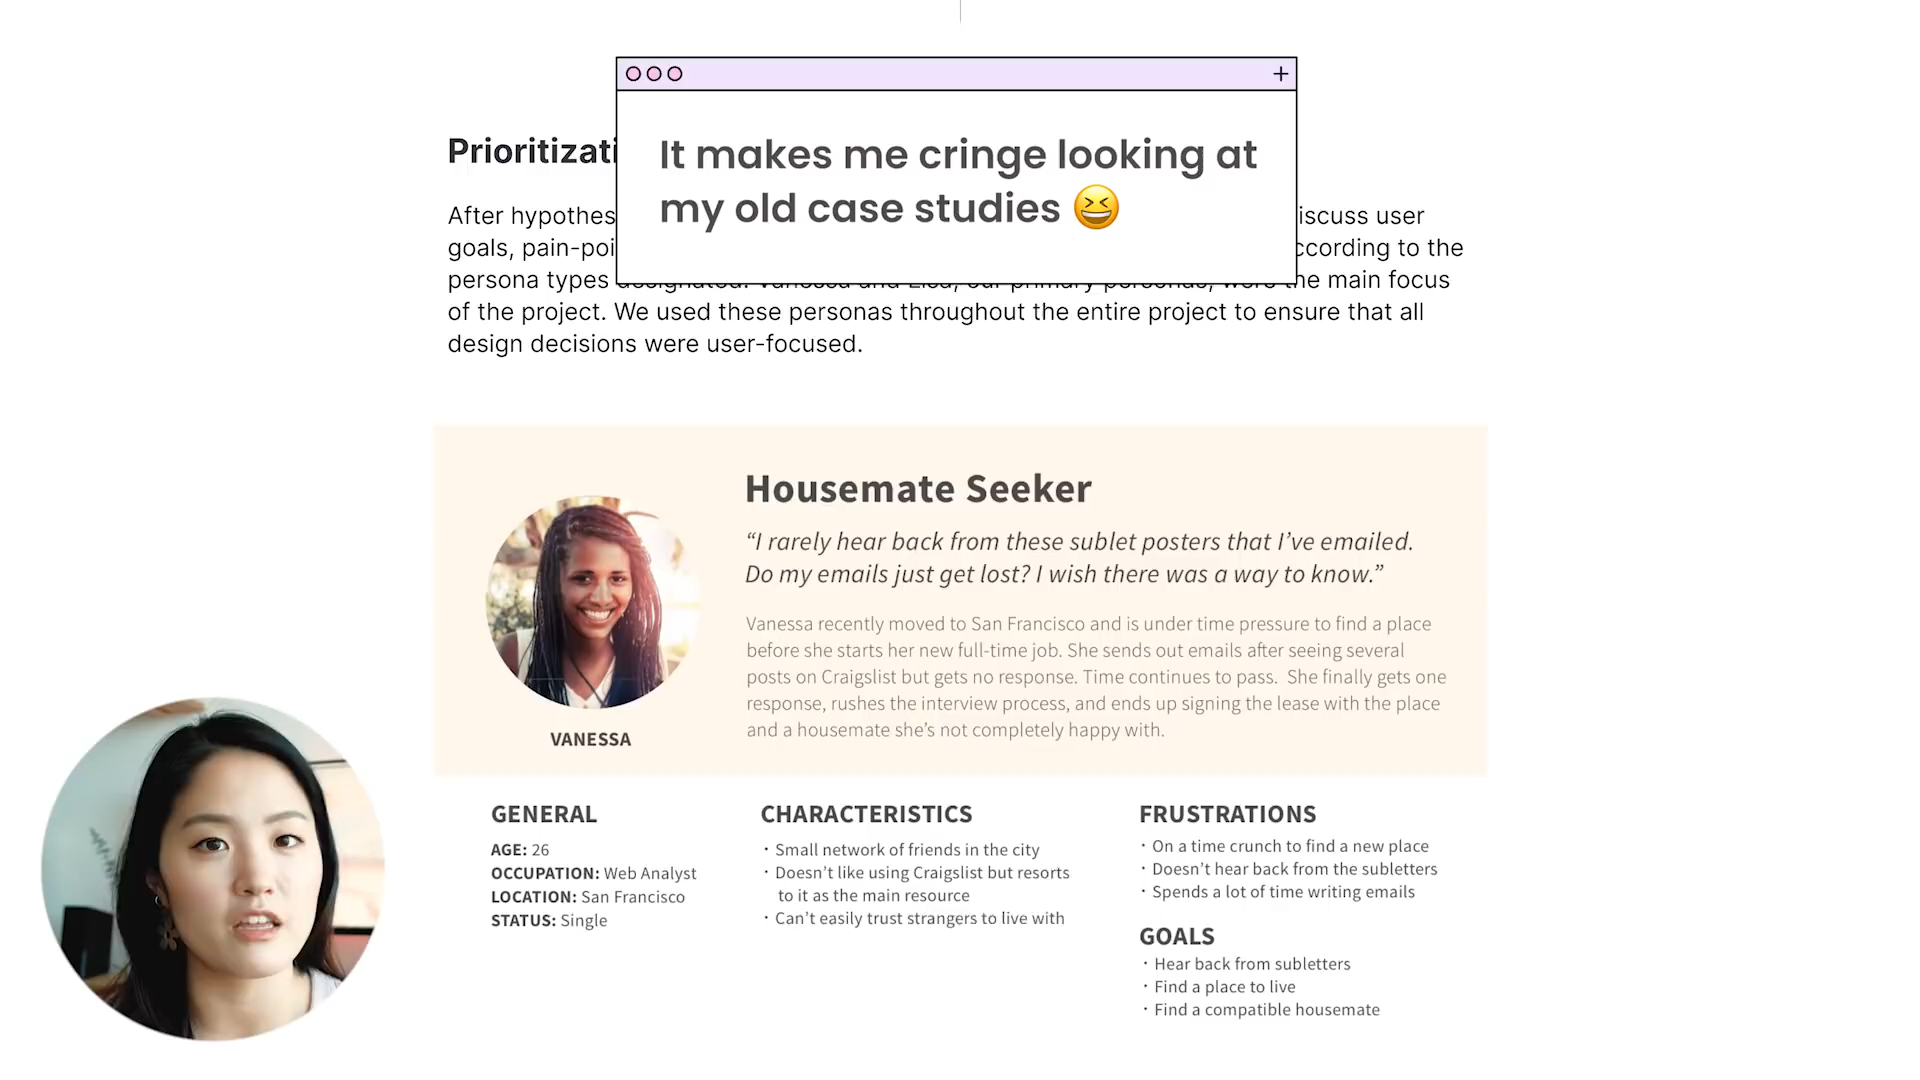 It makes me cringe looking at
my old case studies 😆
Prioritizati
After hypothes iscuss user
goals, pain-poi ccording to the
persona types designated. Vanessa and Lisa, our primary personas, were the main focus
of the project. We used these personas throughout the entire project to ensure that all
design decisions were user-focused.
Housemate Seeker
“I rarely hear back from these sublet posters that I’ve emailed.
Do my emails just get lost? I wish there was a way to know.”
Vanessa recently moved to San Francisco and is under time pressure to find a place
before she starts her new full-time job. She sends out emails after seeing several
posts on Craigslist but gets no response. Time continues to pass. She finally gets one
response, rushes the interview process, and ends up signing the lease with the place
and a housemate she’s not completely happy with.
VANESSA
GENERAL
AGE: 26
OCCUPATION: Web Analyst
LOCATION: San Francisco
STATUS: Single
CHARACTERISTICS
· Small network of friends in the city
· Doesn’t like using Craigslist but resorts
to it as the main resource
· Can’t easily trust strangers to live with
FRUSTRATIONS
· On a time crunch to find a new place
· Doesn’t hear back from the subletters
· Spends a lot of time writing emails
GOALS
· Hear back from subletters
· Find a place to live
· Find a compatible housemate